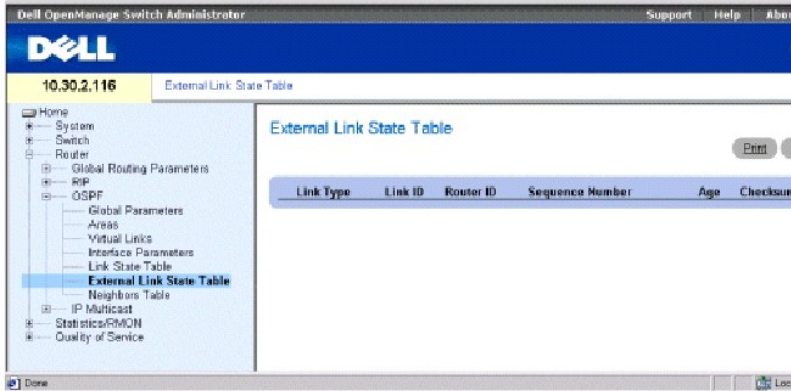 Dell OpenManage Switch Administrator
Support Help Abou
DELL
10.30.2.116
External Link State Table
Home
System
Switch
Router
Global Routing Parameters
RIP
OSPF
Global Parameters
Areas
Virtual Links
Interface Parameters
Link State Table
External Link State Table
Neighbors Table
IP Multicast
Statistics/RMON
Quality of Service
External Link State Table
Print
Link Type Link ID Router ID Sequence Number Age Checksum
Done
Loc